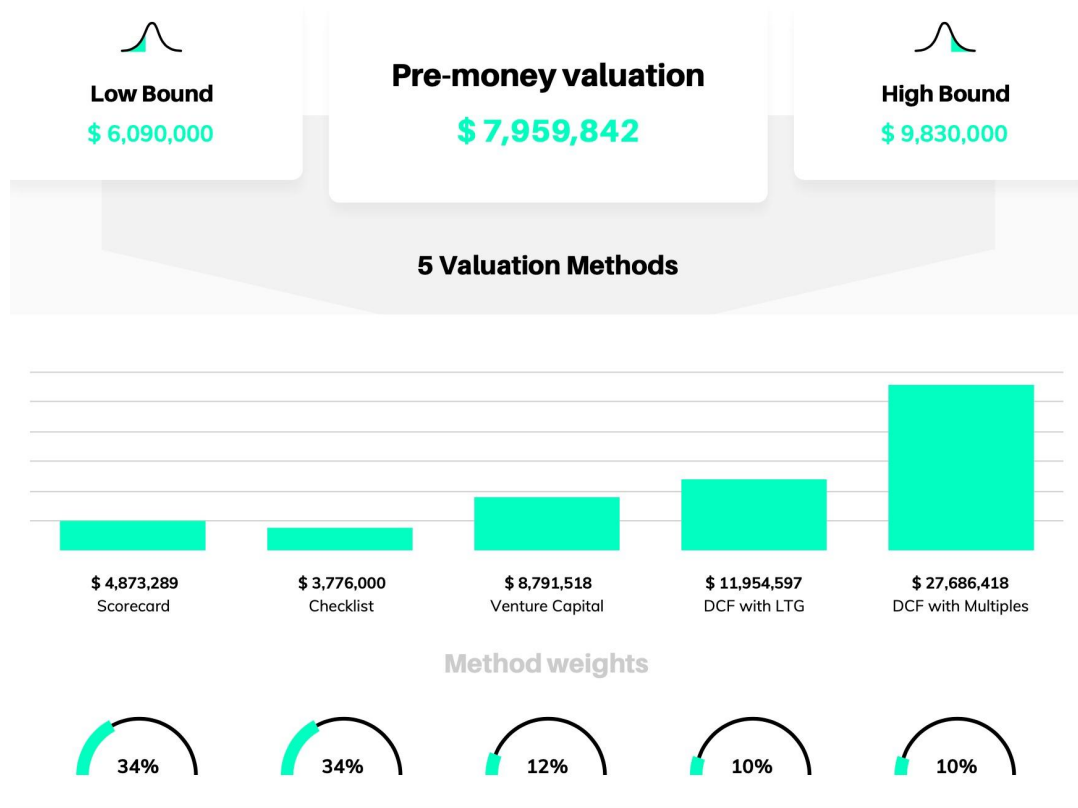 Low Bound
$ 6,090,000
Pre-money valuation
$ 7,959,842
High Bound
$ 9,830,000
5 Valuation Methods
$ 4,873,289
Scorecard
$ 3,776,000
Checklist
$ 8,791,518
Venture Capital
$ 11,954,597
DCF with LTG
$ 27,686,418
DCF with Multiples
Method weights
34%
34%
12%
10%
10%